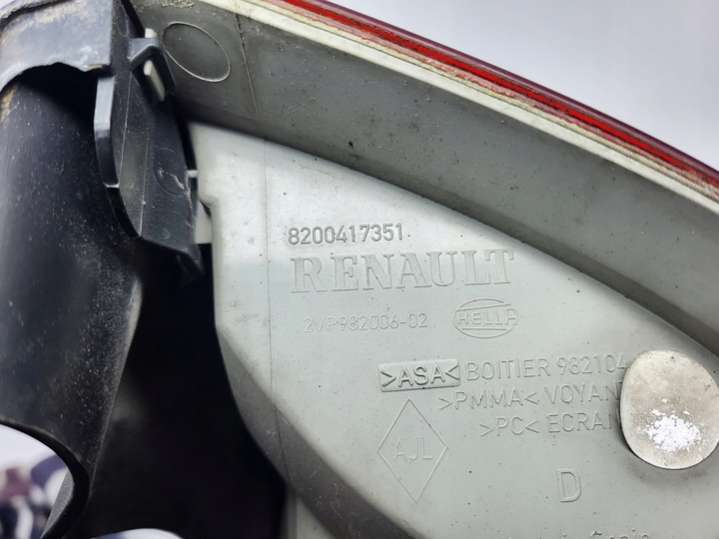 8200417351
RENAULT
2VP982006-02
HELLA
>ASA< BOITIER 982104
>PMMA< VOYAN
>PC< ECRAN
AJL
D